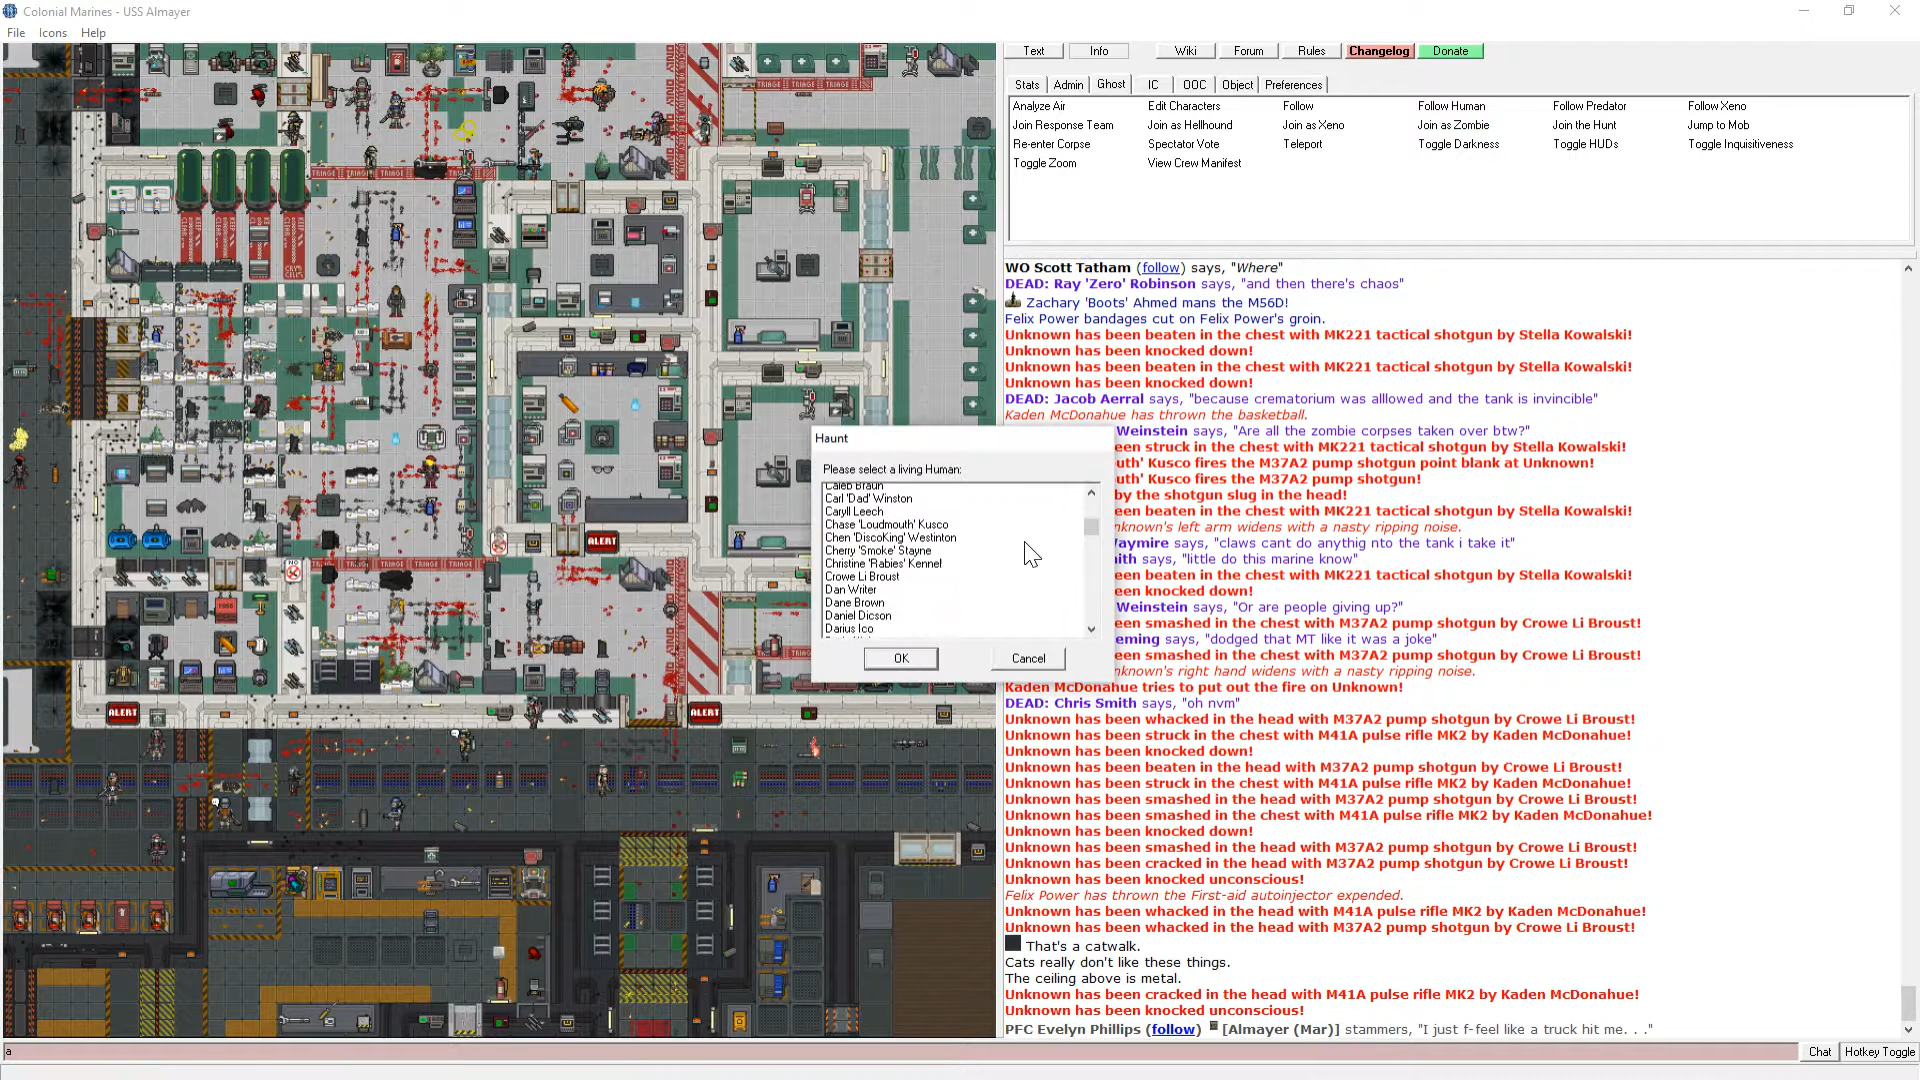 Colonial Marines - USS Almayer
File Icons Help
Text Info Wiki Forum Rules Changelog Donate
Stats Admin Ghost IC OOC Object Preferences
Analyze Air Edit Characters Follow Follow Human Follow Predator Follow Xeno
Join Response Team Join as Hellhound Join as Xeno Join as Zombie Join the Hunt Jump to Mob
Re-enter Corpse Spectator Vote Teleport Toggle Darkness Toggle HUDs Toggle Inquisitiveness
Toggle Zoom View Crew Manifest
WO Scott Tatham (follow) says, "Where"
DEAD: Ray 'Zero' Robinson says, "and then there's chaos"
Zachary 'Boots' Ahmed mans the M56D!
Felix Power bandages cut on Felix Power's groin.
Unknown has been beaten in the chest with MK221 tactical shotgun by Stella Kowalski!
Unknown has been knocked down!
Unknown has been beaten in the chest with MK221 tactical shotgun by Stella Kowalski!
Unknown has been knocked down!
DEAD: Jacob Aerral says, "because crematorium was alllowed and the tank is invincible"
Kaden McDonahue has thrown the basketball.
Weinstein says, "Are all the zombie corpses taken over btw?"
een struck in the chest with MK221 tactical shotgun by Stella Kowalski!
outh' Kusco fires the M37A2 pump shotgun point blank at Unknown!
outh' Kusco fires the M37A2 pump shotgun!
by the shotgun slug in the head!
een beaten in the chest with MK221 tactical shotgun by Stella Kowalski!
nknown's left arm widens with a nasty ripping noise.
Waymire says, "claws cant do anythig nto the tank i take it"
ith says, "little do this marine know"
een beaten in the chest with MK221 tactical shotgun by Stella Kowalski!
en knocked down!
Weinstein says, "Or are people giving up?"
en smashed in the chest with M37A2 pump shotgun by Crowe Li Broust!
eming says, "dodged that MT like it was a joke"
een smashed in the chest with M37A2 pump shotgun by Crowe Li Broust!
nknown's right hand widens with a nasty ripping noise.
Kaden McDonahue tries to put out the fire on Unknown!
DEAD: Chris Smith says, "oh nvm"
Unknown has been whacked in the head with M37A2 pump shotgun by Crowe Li Broust!
Unknown has been struck in the chest with M41A pulse rifle MK2 by Kaden McDonahue!
Unknown has been knocked down!
Unknown has been beaten in the head with M37A2 pump shotgun by Crowe Li Broust!
Unknown has been struck in the chest with M41A pulse rifle MK2 by Kaden McDonahue!
Unknown has been smashed in the head with M37A2 pump shotgun by Crowe Li Broust!
Unknown has been smashed in the chest with M41A pulse rifle MK2 by Kaden McDonahue!
Unknown has been knocked down!
Unknown has been smashed in the head with M37A2 pump shotgun by Crowe Li Broust!
Unknown has been cracked in the head with M37A2 pump shotgun by Crowe Li Broust!
Unknown has been knocked unconscious!
Felix Power has thrown the First-aid autoinjector expended.
Unknown has been whacked in the head with M41A pulse rifle MK2 by Kaden McDonahue!
Unknown has been whacked in the head with M37A2 pump shotgun by Crowe Li Broust!
That's a catwalk.
Cats really don't like these things.
The ceiling above is metal.
Unknown has been cracked in the head with M41A pulse rifle MK2 by Kaden McDonahue!
Unknown has been knocked unconscious!
PFC Evelyn Phillips (follow) [Almayer (Mar)] stammers, "I just f-feel like a truck hit me. . ."
Haunt
Please select a living Human:
Caleb Braun
Carl 'Dad' Winston
Caryll Leech
Chase 'Loudmouth' Kusco
Chen 'DiscoKing' Westinton
Cherry 'Smoke' Stayne
Christine 'Rabies' Kennel
Crowe Li Broust
Dan Writer
Dane Brown
Daniel Dicson
Darius Ico
OK Cancel
TRIAGE
TRIAGE
TRIAGE
TRIAGE
TRIAGE
ALERT
ALERT
ALERT
a
Chat Hotkey Toggle